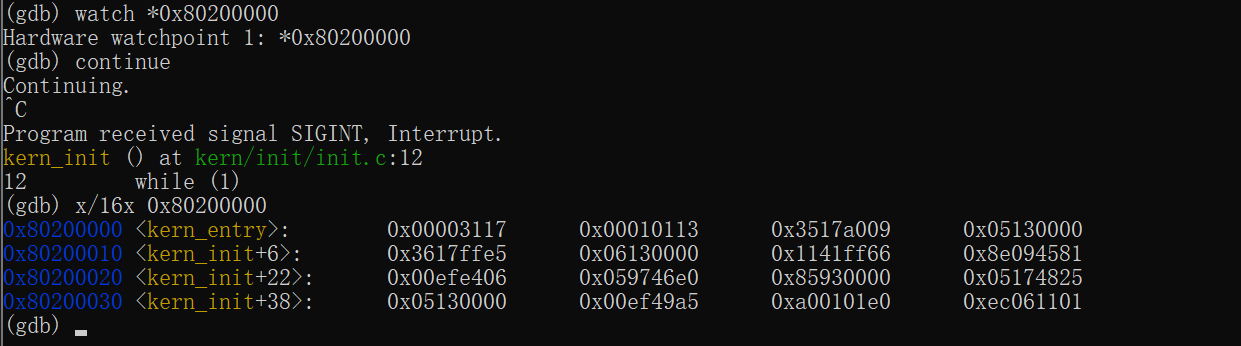 (gdb) watch *0x80200000
Hardware watchpoint 1: *0x80200000
(gdb) continue
Continuing.
^C
Program received signal SIGINT, Interrupt.
kern_init () at kern/init/init.c:12
12 while (1)
(gdb) x/16x 0x80200000
0x80200000 <kern_entry>: 0x00003117 0x00010113 0x3517a009 0x05130000
0x80200010 <kern_init+6>: 0x3617ffe5 0x06130000 0x1141ff66 0x8e094581
0x80200020 <kern_init+22>: 0x00efe406 0x059746e0 0x85930000 0x05174825
0x80200030 <kern_init+38>: 0x05130000 0x00ef49a5 0xa00101e0 0xec061101
(gdb)